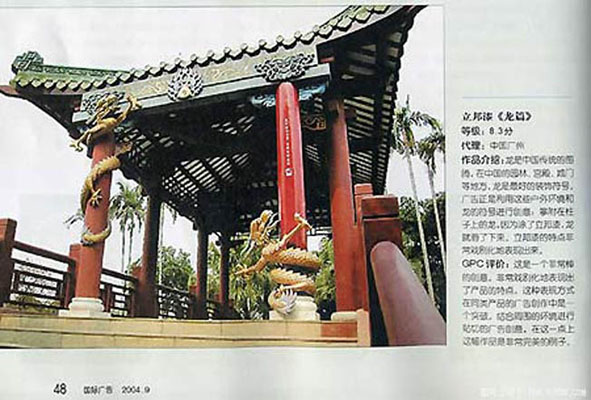 立邦漆《龙篇》
等级：8.3分
代理：中国广州
作品介绍：龙是中国传统的图
腾，在中国的园林、宫殿、城门
等地方，龙是最好的装饰符号。
广告正是利用这些户外环境和
龙的符号进行创意：攀附在柱
子上的龙，因为涂了立邦漆，龙
就滑了下来。立邦漆的特点非
常戏剧化地表现出来。
GPC评价：这是一个非常棒
的创意。非常戏剧化地表现出
了产品的特点。这种表现方式
在同类产品的广告创作中是一
个突破。结合周围的环境进行
贴切的广告创意，在这一点上
这幅作品是非常完美的例子。
48 国际广告 2004.9